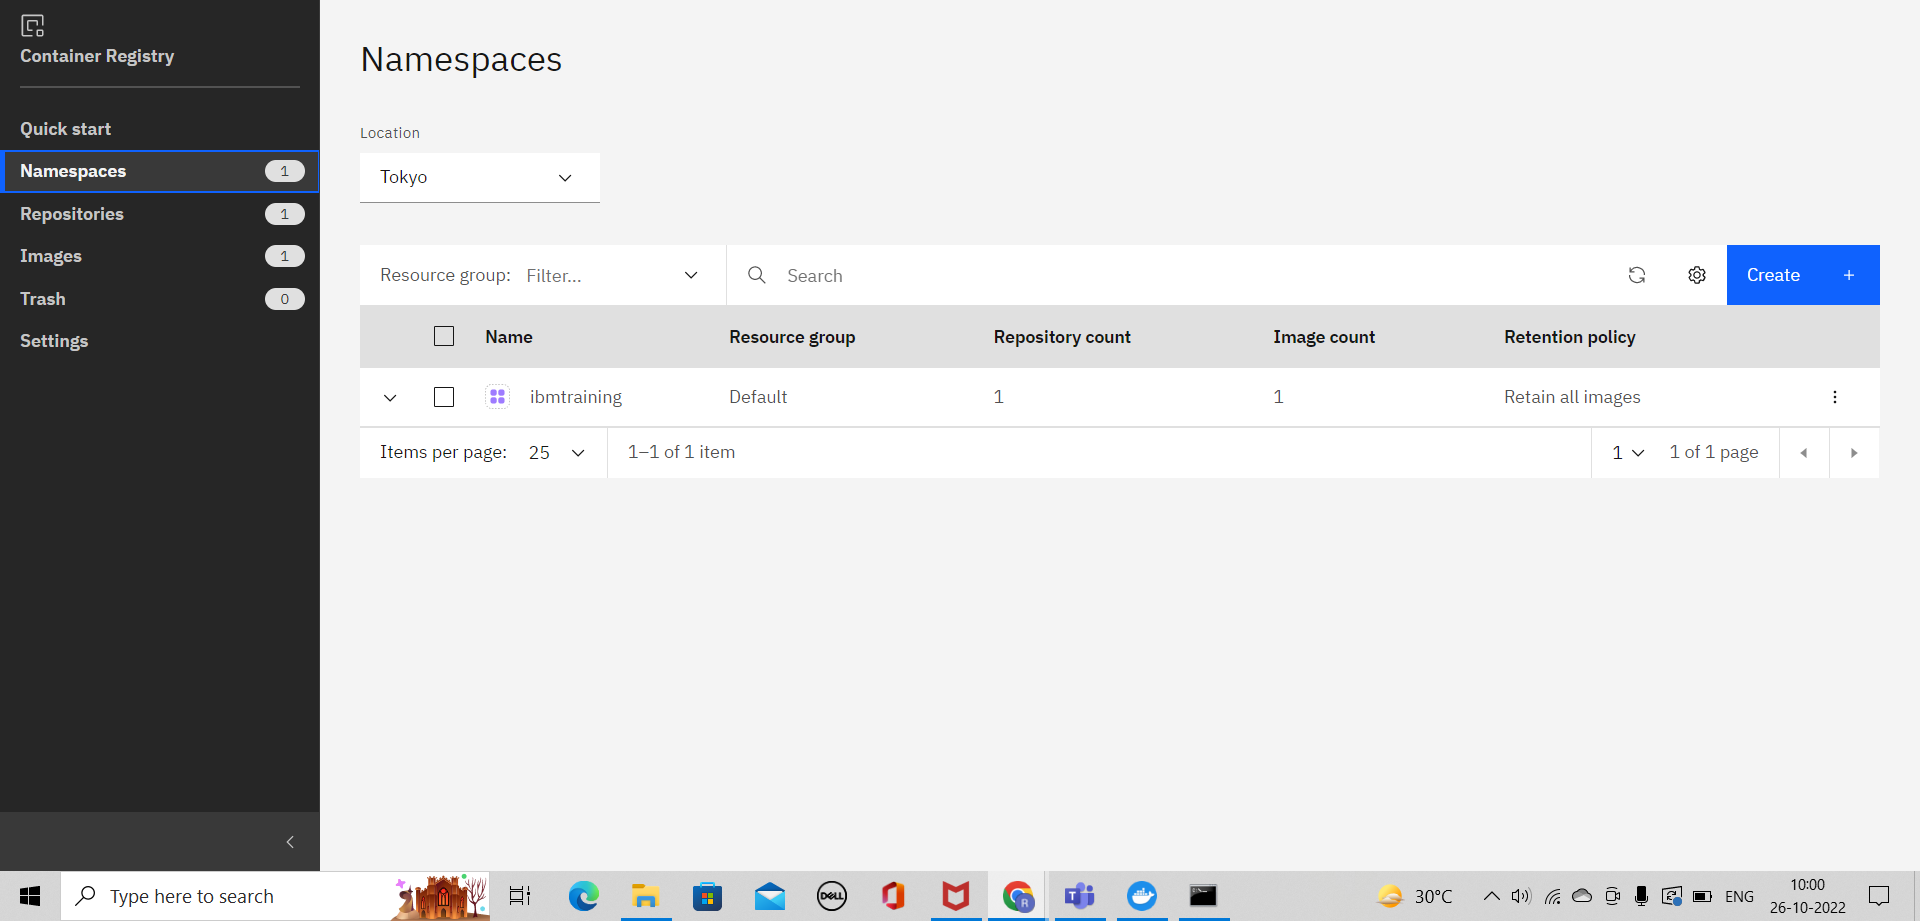 Container Registry
Quick start
Namespaces 1
Repositories 1
Images 1
Trash 0
Settings
Namespaces
Location
Tokyo
Resource group: Filter... Search Create +
Name Resource group Repository count Image count Retention policy
ibmtraining Default 1 1 Retain all images
Items per page: 25 1–1 of 1 item 1 1 of 1 page
Type here to search DELL R 30°C ENG 10:00
26-10-2022